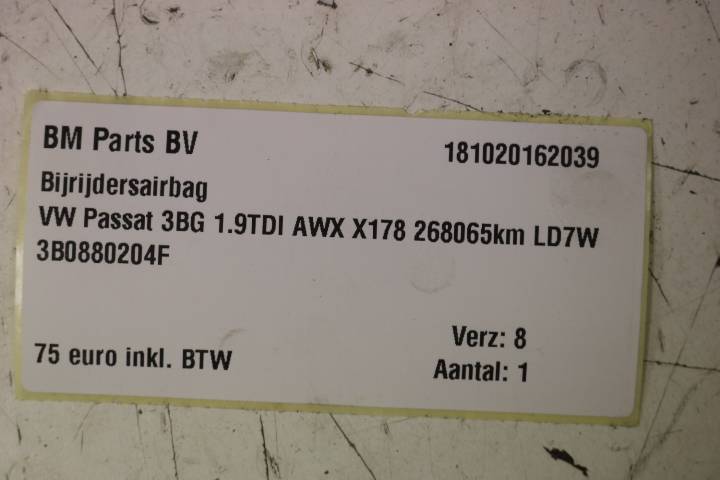 BM Parts BV
181020162039
Bijrijdersairbag
VW Passat 3BG 1.9TDI AWX X178 268065km LD7W
3B0880204F
Verz: 8
75 euro inkl. BTW
Aantal: 1